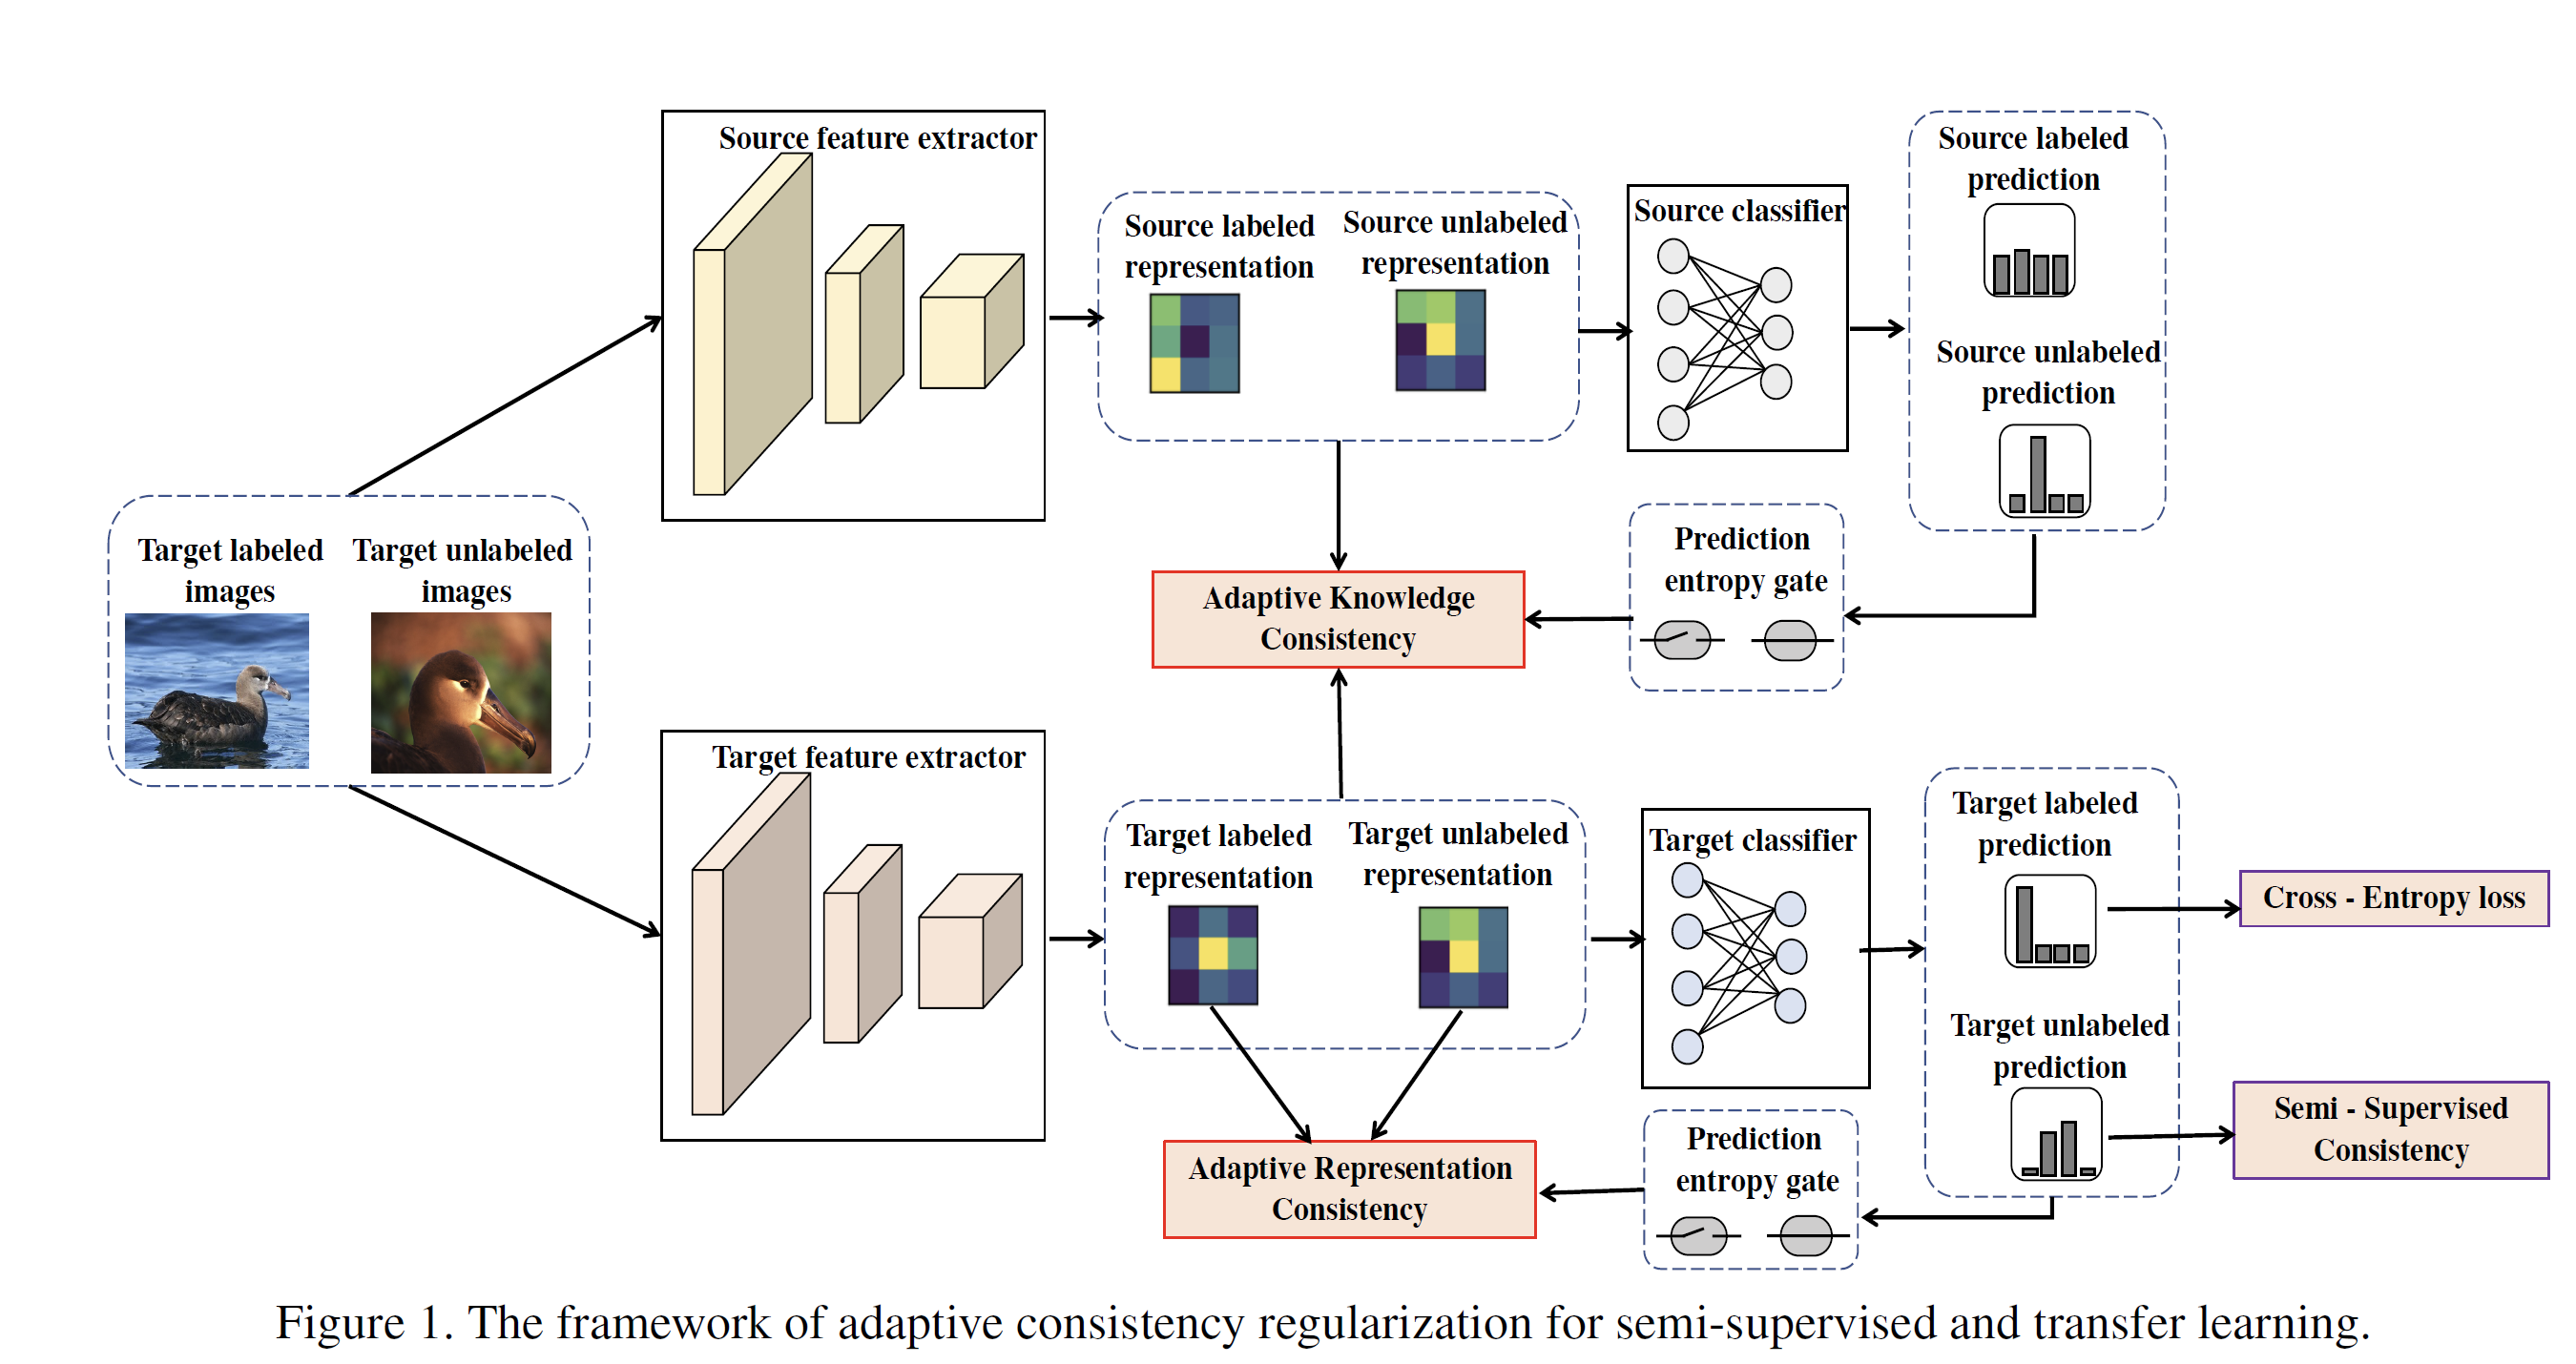 Source feature extractor
Source labeled
representation
Source unlabeled
representation
Source classifier
Source labeled
prediction
Source unlabeled
prediction
Target labeled
images
Target unlabeled
images
Adaptive Knowledge
Consistency
Prediction
entropy gate
Target feature extractor
Target labeled
representation
Target unlabeled
representation
Target classifier
Target labeled
prediction
Target unlabeled
prediction
Cross - Entropy loss
Semi - Supervised
Consistency
Adaptive Representation
Consistency
Prediction
entropy gate
Figure 1. The framework of adaptive consistency regularization for semi-supervised and transfer learning.